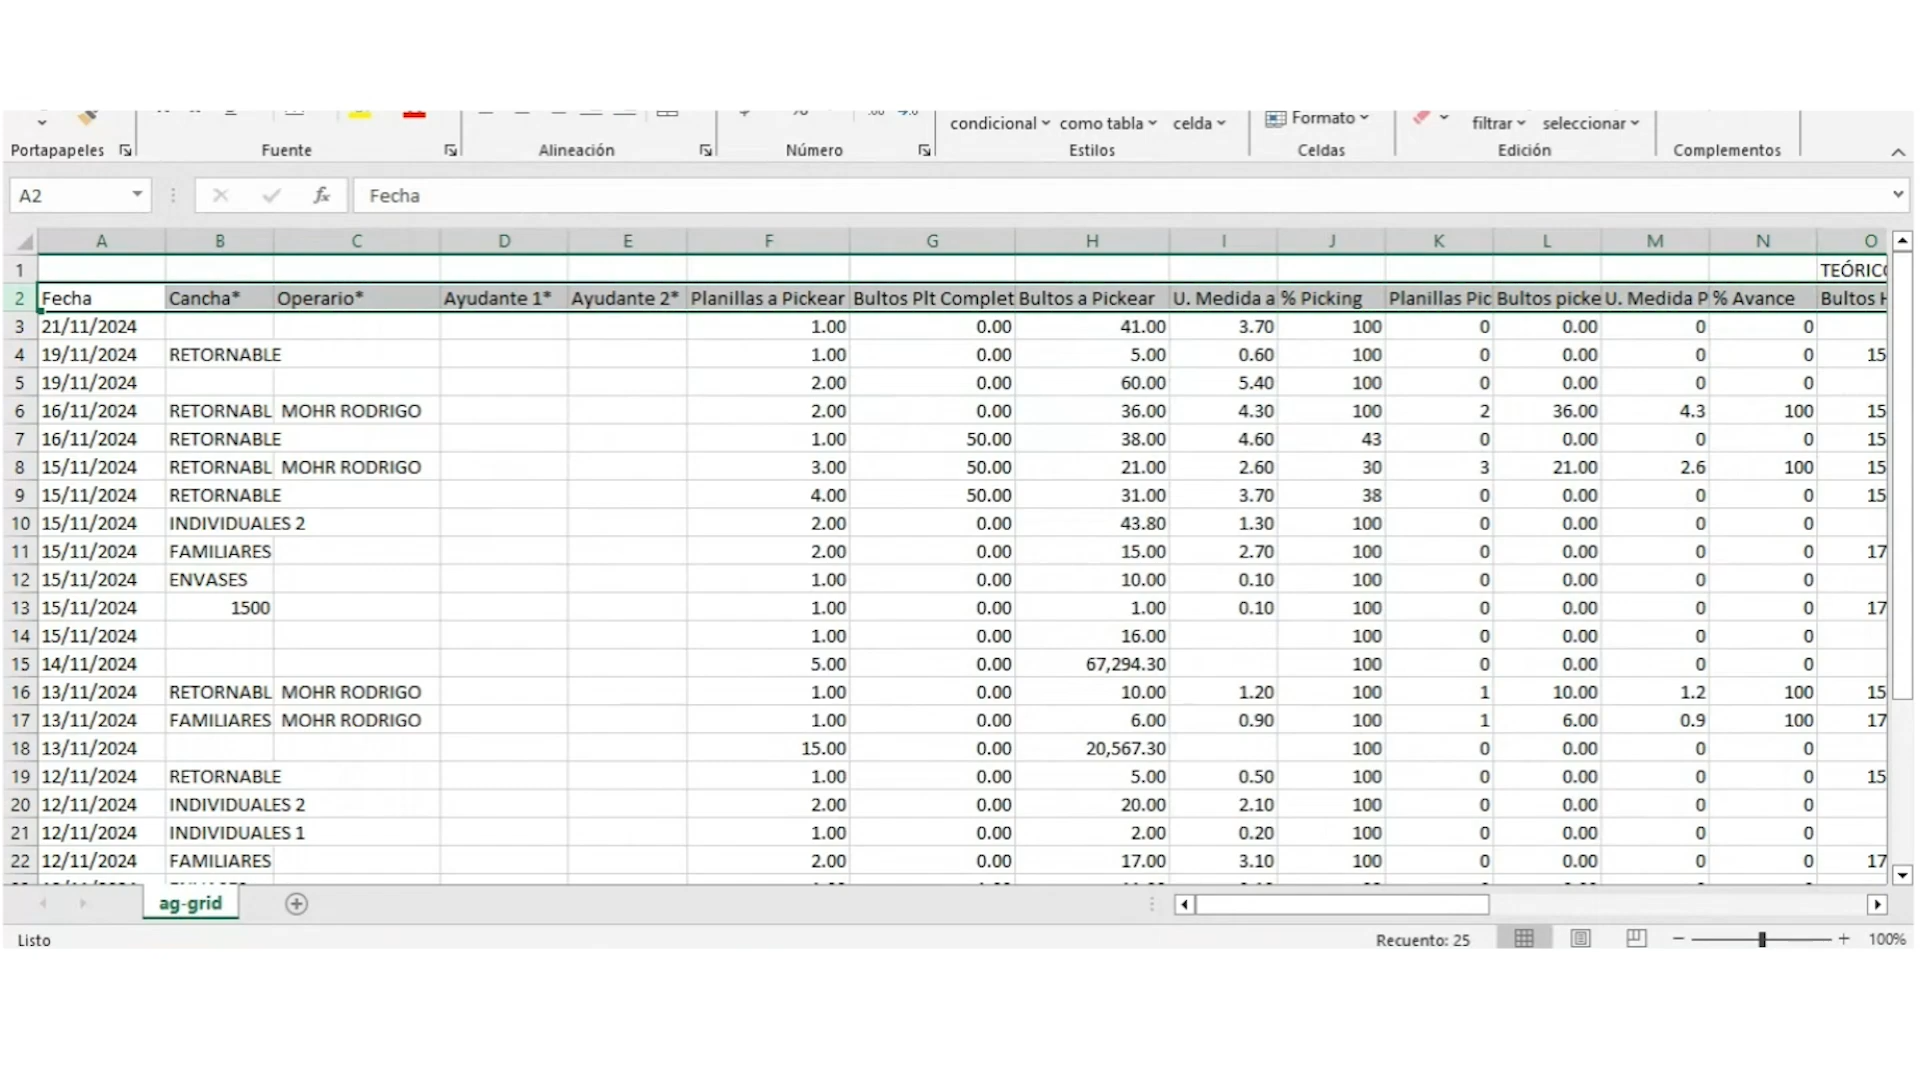 condicional como tabla celda Formato filtrar seleccionar
Portapapeles Fuente Alineación Número Estilos Celdas Edición Complementos
A2 fx Fecha
A B C D E F G H I J K L M N O
1 TEÓRICO
2 Fecha Cancha* Operario* Ayudante 1* Ayudante 2* Planillas a Pickear Bultos Plt Complet Bultos a Pickear U. Medida a % Picking Planillas Pic Bultos picke U. Medida P % Avance Bultos H
3 21/11/2024 1.00 0.00 41.00 3.70 100 0 0.00 0 0
4 19/11/2024 RETORNABLE 1.00 0.00 5.00 0.60 100 0 0.00 0 0 15
5 19/11/2024 2.00 0.00 60.00 5.40 100 0 0.00 0 0
6 16/11/2024 RETORNABL MOHR RODRIGO 2.00 0.00 36.00 4.30 100 2 36.00 4.3 100 15
7 16/11/2024 RETORNABLE 1.00 50.00 38.00 4.60 43 0 0.00 0 0 15
8 15/11/2024 RETORNABL MOHR RODRIGO 3.00 50.00 21.00 2.60 30 3 21.00 2.6 100 15
9 15/11/2024 RETORNABLE 4.00 50.00 31.00 3.70 38 0 0.00 0 0 15
10 15/11/2024 INDIVIDUALES 2 2.00 0.00 43.80 1.30 100 0 0.00 0 0
11 15/11/2024 FAMILIARES 2.00 0.00 15.00 2.70 100 0 0.00 0 0 17
12 15/11/2024 ENVASES 1.00 0.00 10.00 0.10 100 0 0.00 0 0
13 15/11/2024 1500 1.00 0.00 1.00 0.10 100 0 0.00 0 0 17
14 15/11/2024 1.00 0.00 16.00 100 0 0.00 0 0
15 14/11/2024 5.00 0.00 67,294.30 100 0 0.00 0 0
16 13/11/2024 RETORNABL MOHR RODRIGO 1.00 0.00 10.00 1.20 100 1 10.00 1.2 100 15
17 13/11/2024 FAMILIARES MOHR RODRIGO 1.00 0.00 6.00 0.90 100 1 6.00 0.9 100 17
18 13/11/2024 15.00 0.00 20,567.30 100 0 0.00 0 0
19 12/11/2024 RETORNABLE 1.00 0.00 5.00 0.50 100 0 0.00 0 0 15
20 12/11/2024 INDIVIDUALES 2 2.00 0.00 20.00 2.10 100 0 0.00 0 0
21 12/11/2024 INDIVIDUALES 1 1.00 0.00 2.00 0.20 100 0 0.00 0 0
22 12/11/2024 FAMILIARES 2.00 0.00 17.00 3.10 100 0 0.00 0 0 17
ag-grid
Listo Recuento: 25 100%